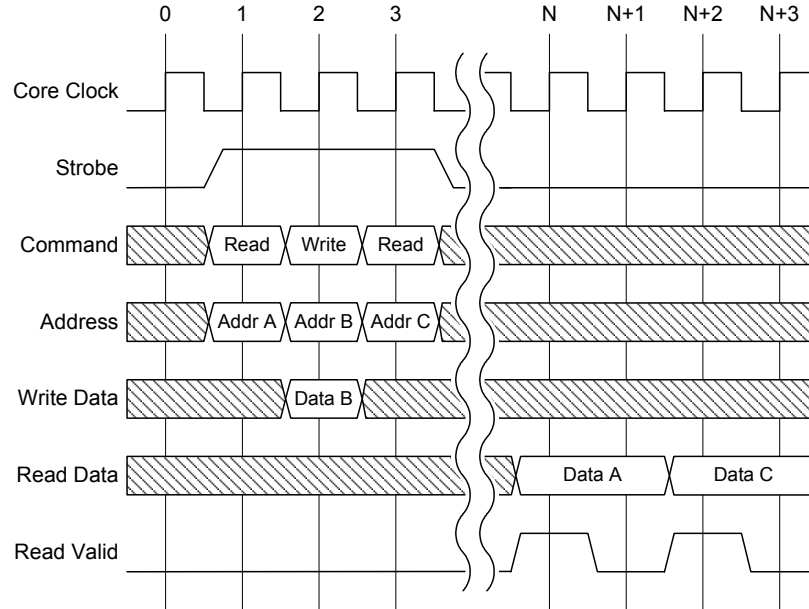 0 1 2 3 N N+1 N+2 N+3
Core Clock
Strobe
Command Read Write Read
Address Addr A Addr B Addr C
Write Data Data B
Read Data Data A Data C
Read Valid